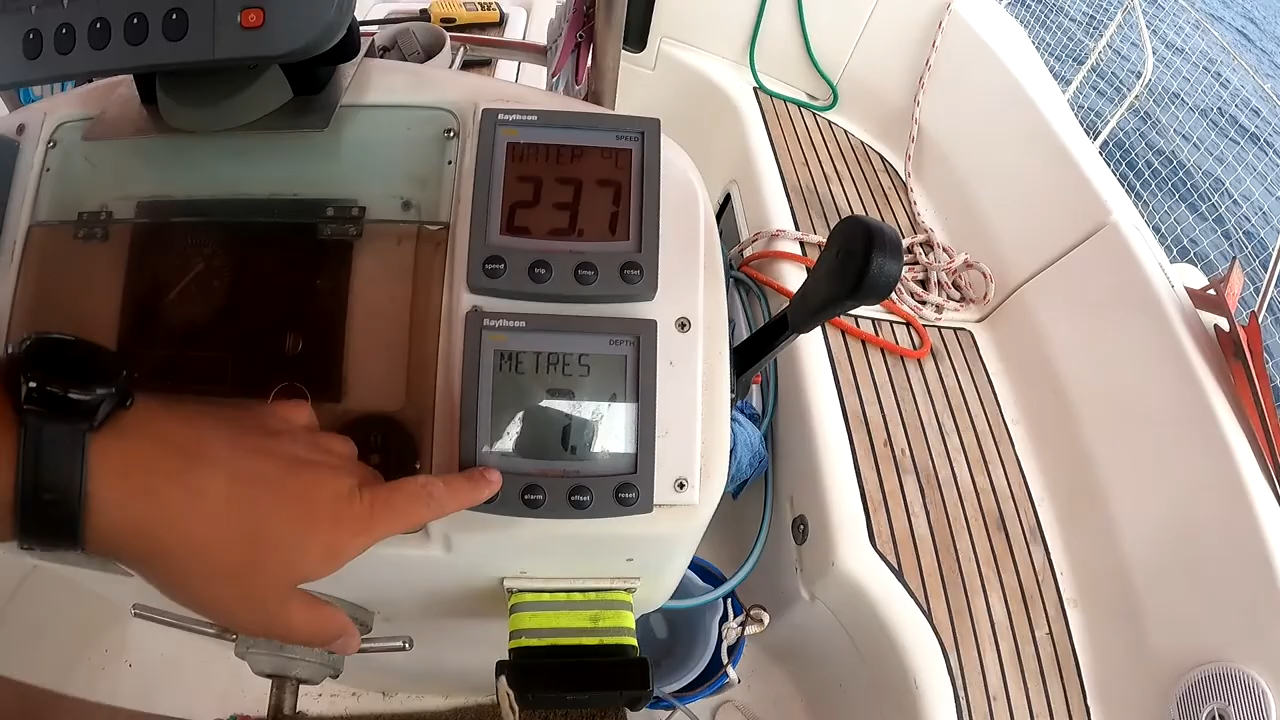 Raytheon
SPEED
WATER °C
23.7
speed trip timer reset
Raytheon
DEPTH
METRES
alarm offset reset